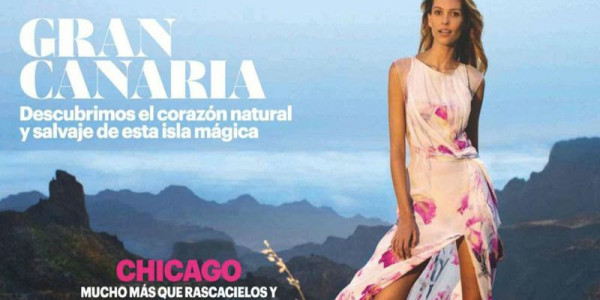 GRAN
CANARIA
Descubrimos el corazón natural
y salvaje de esta isla mágica
CHICAGO
MUCHO MÁS QUE RASCACIELOS Y